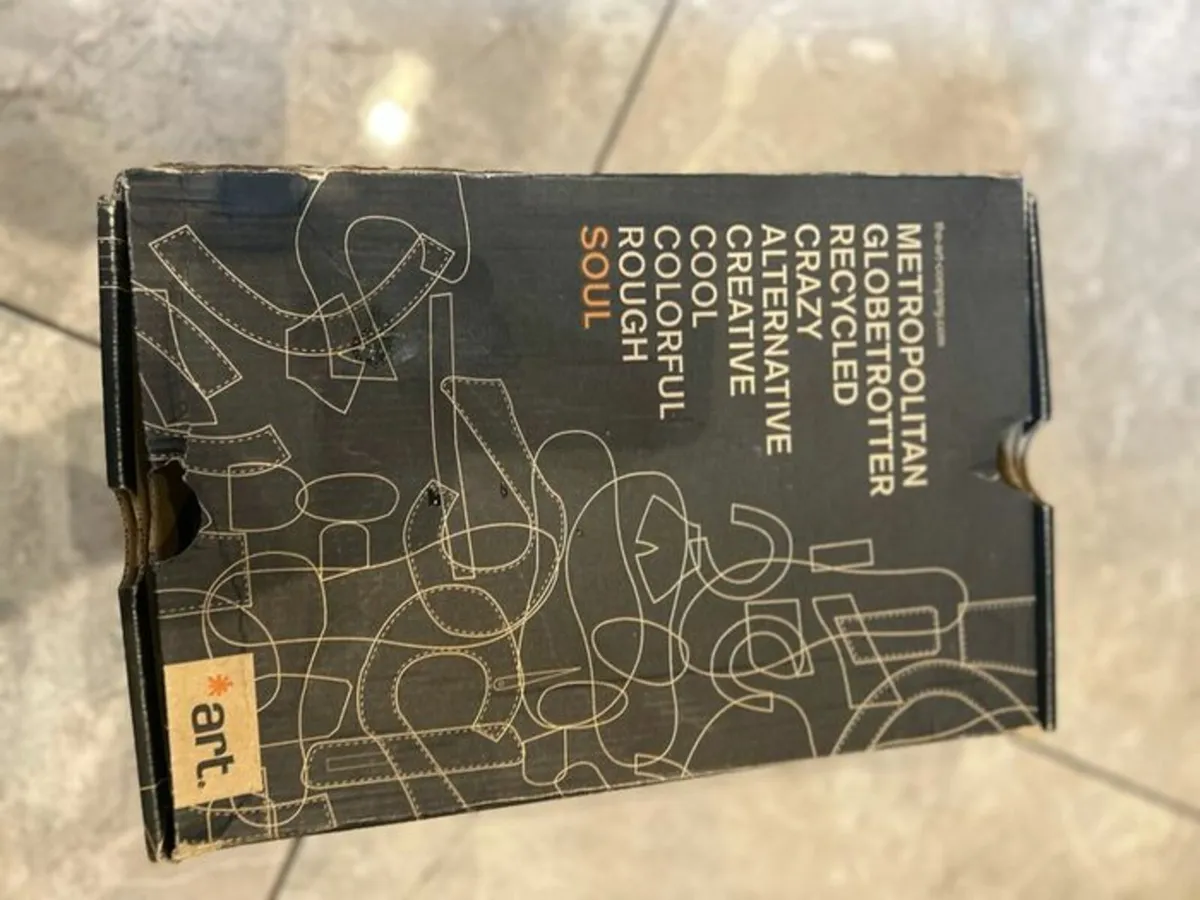 the-art-company.com
METROPOLITAN
GLOBETROTTER
RECYCLED
CRAZY
ALTERNATIVE
CREATIVE
COOL
COLORFUL
ROUGH
SOUL
*art.